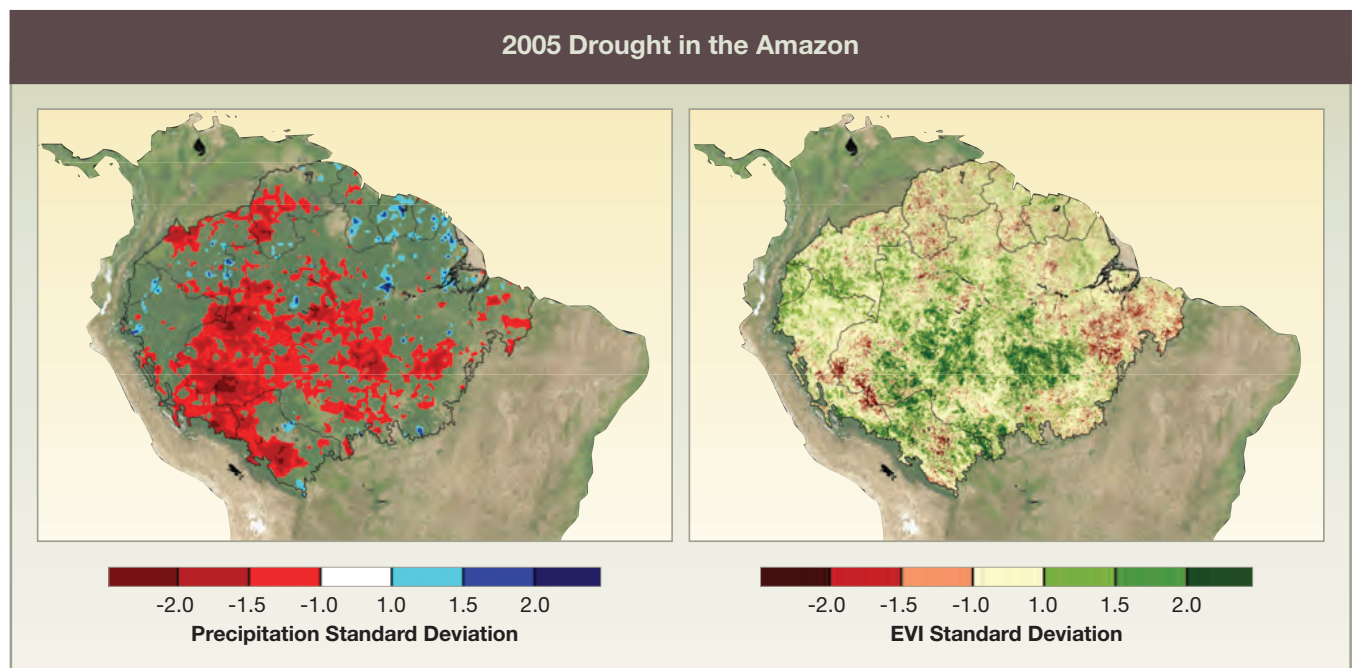 2005 Drought in the Amazon
-2.0 -1.5 -1.0 1.0 1.5 2.0
Precipitation Standard Deviation
-2.0 -1.5 -1.0 1.0 1.5 2.0
EVI Standard Deviation